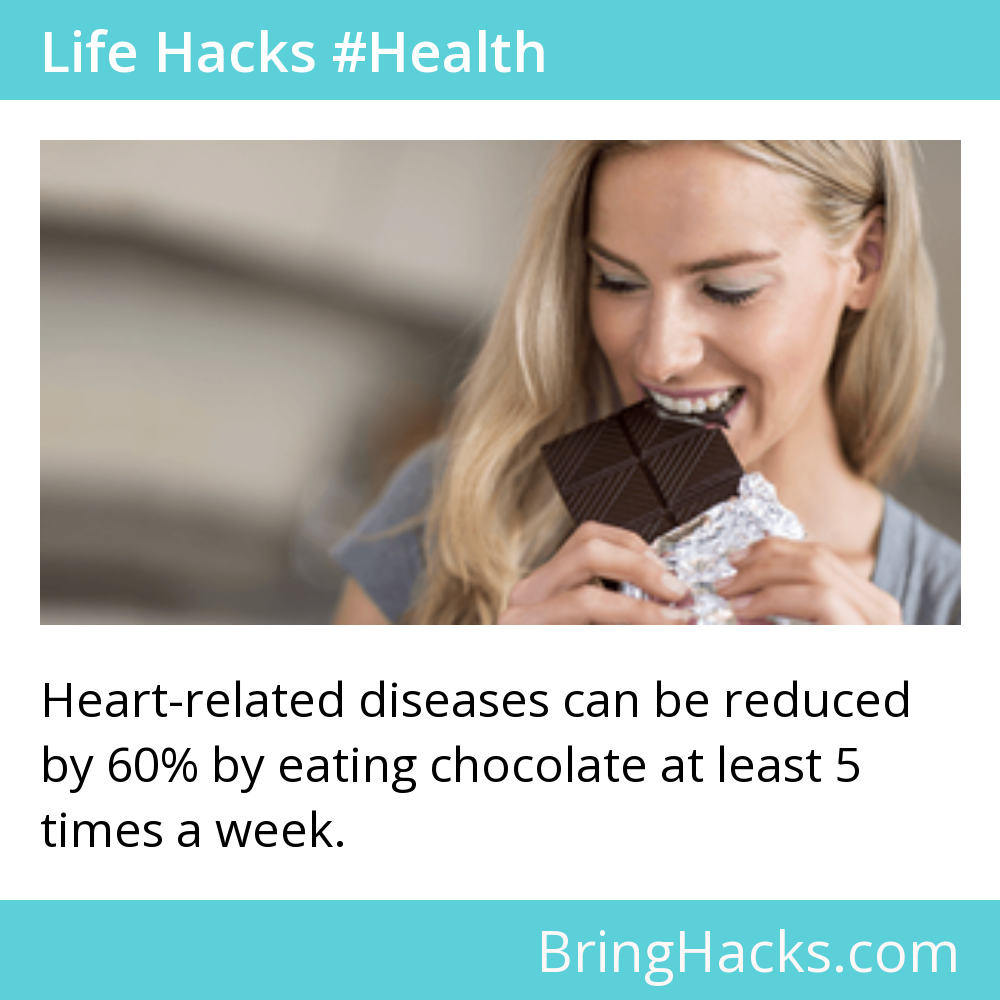 Life Hacks #Health
Heart-related diseases can be reduced
by 60% by eating chocolate at least 5
times a week.
BringHacks.com